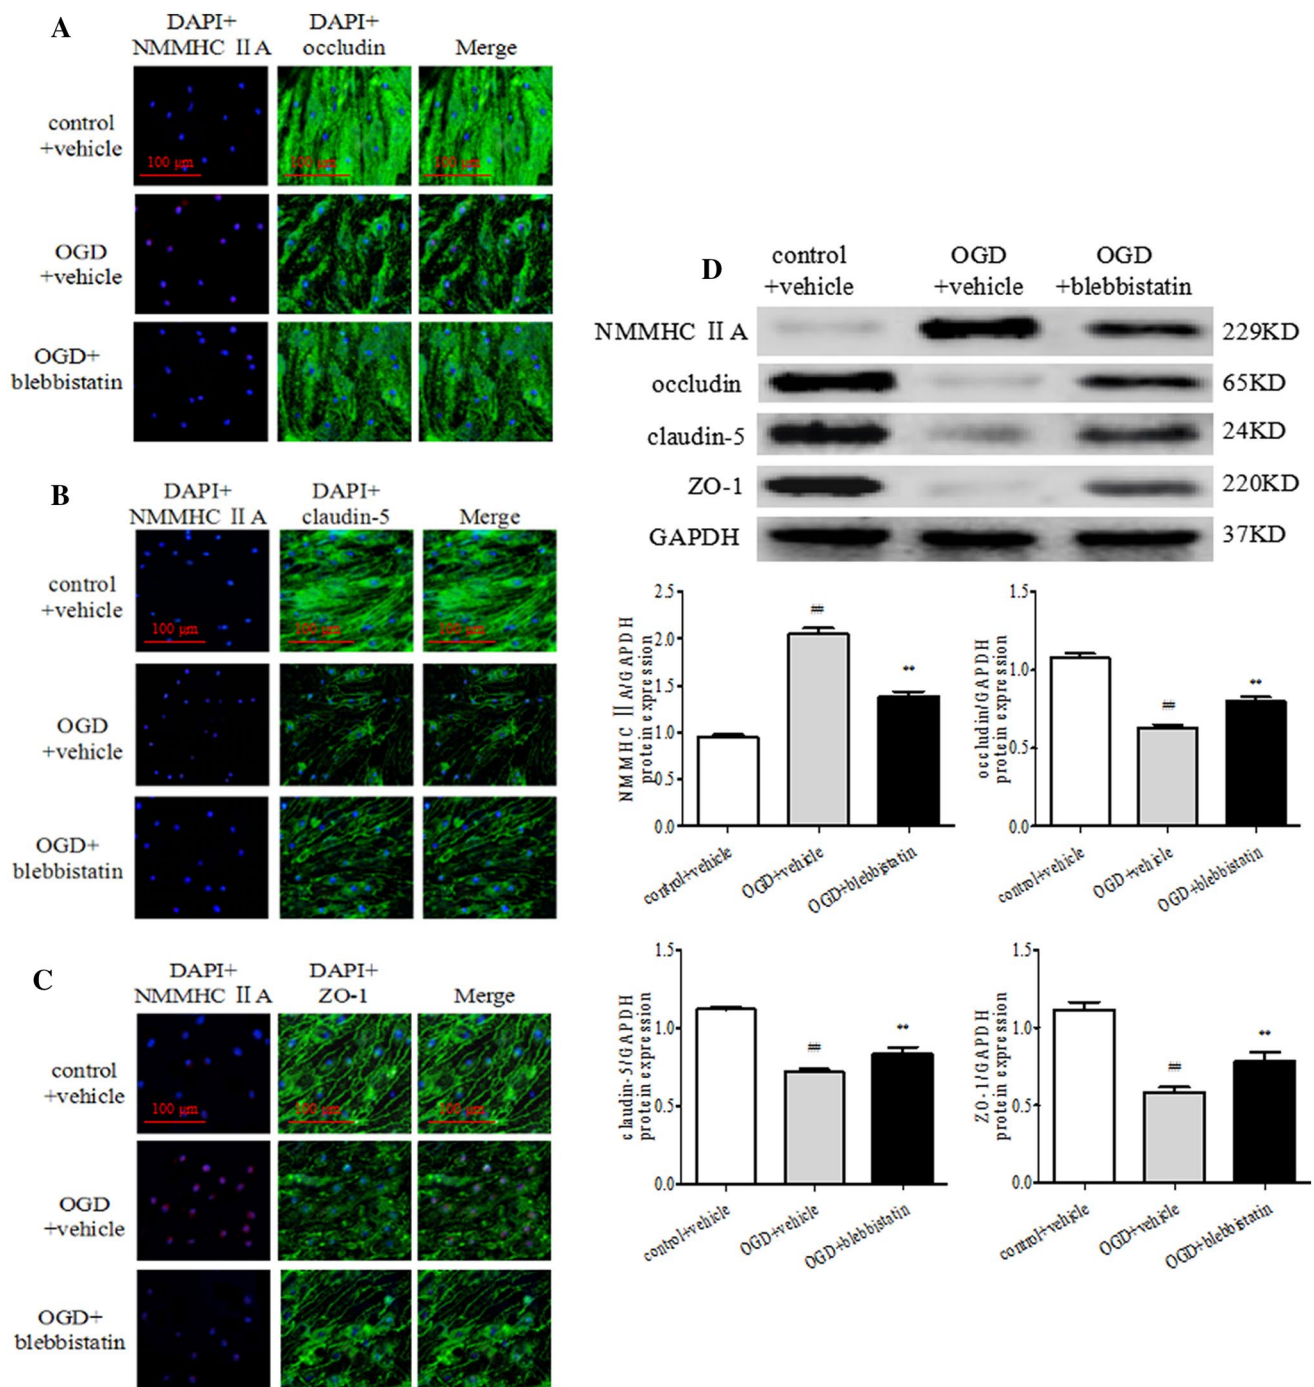 A
DAPI+
NMMHC ⅡA
DAPI+
occludin
Merge
control
+vehicle
100 μm
100 μm
100 μm
OGD
+vehicle
OGD+
blebbistatin
B
DAPI+
NMMHC ⅡA
DAPI+
claudin-5
Merge
control
+vehicle
100 μm
100 μm
100 μm
OGD
+vehicle
OGD+
blebbistatin
C
DAPI+
NMMHC ⅡA
DAPI+
ZO-1
Merge
control
+vehicle
100 μm
100 μm
100 μm
OGD
+vehicle
OGD+
blebbistatin
D
control
+vehicle
OGD
+vehicle
OGD
+blebbistatin
NMMHC ⅡA
229KD
occludin
65KD
claudin-5
24KD
ZO-1
220KD
GAPDH
37KD
NMMHC ⅡA/GAPDH
protein expression
2.5
2.0
1.5
1.0
0.5
0.0
##
**
control+vehicle
OGD+vehicle
OGD+blebbistatin
occludin/GAPDH
protein expression
1.5
1.0
0.5
0.0
##
**
control+vehicle
OGD+vehicle
OGD+blebbistatin
claudin-5/GAPDH
protein expression
1.5
1.0
0.5
0.0
##
**
control+vehicle
OGD+vehicle
OGD+blebbistatin
ZO-1/GAPDH
protein expression
1.5
1.0
0.5
0.0
##
**
control+vehicle
OGD+vehicle
OGD+blebbistatin